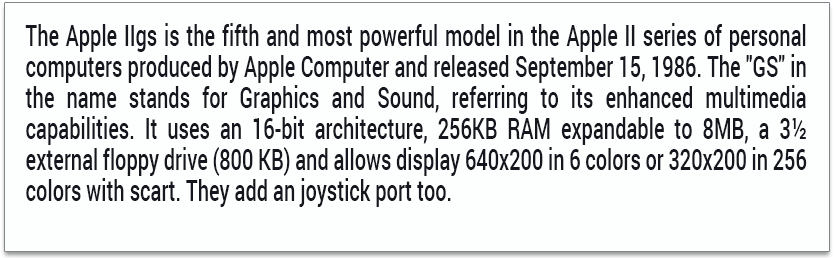 The Apple IIgs is the fifth and most powerful model in the Apple II series of personal
computers produced by Apple Computer and released September 15, 1986. The "GS" in
the name stands for Graphics and Sound, referring to its enhanced multimedia
capabilities. It uses an 16-bit architecture, 256KB RAM expandable to 8MB, a 3½
external floppy drive (800 KB) and allows display 640x200 in 6 colors or 320x200 in 256
colors with scart. They add an joystick port too.